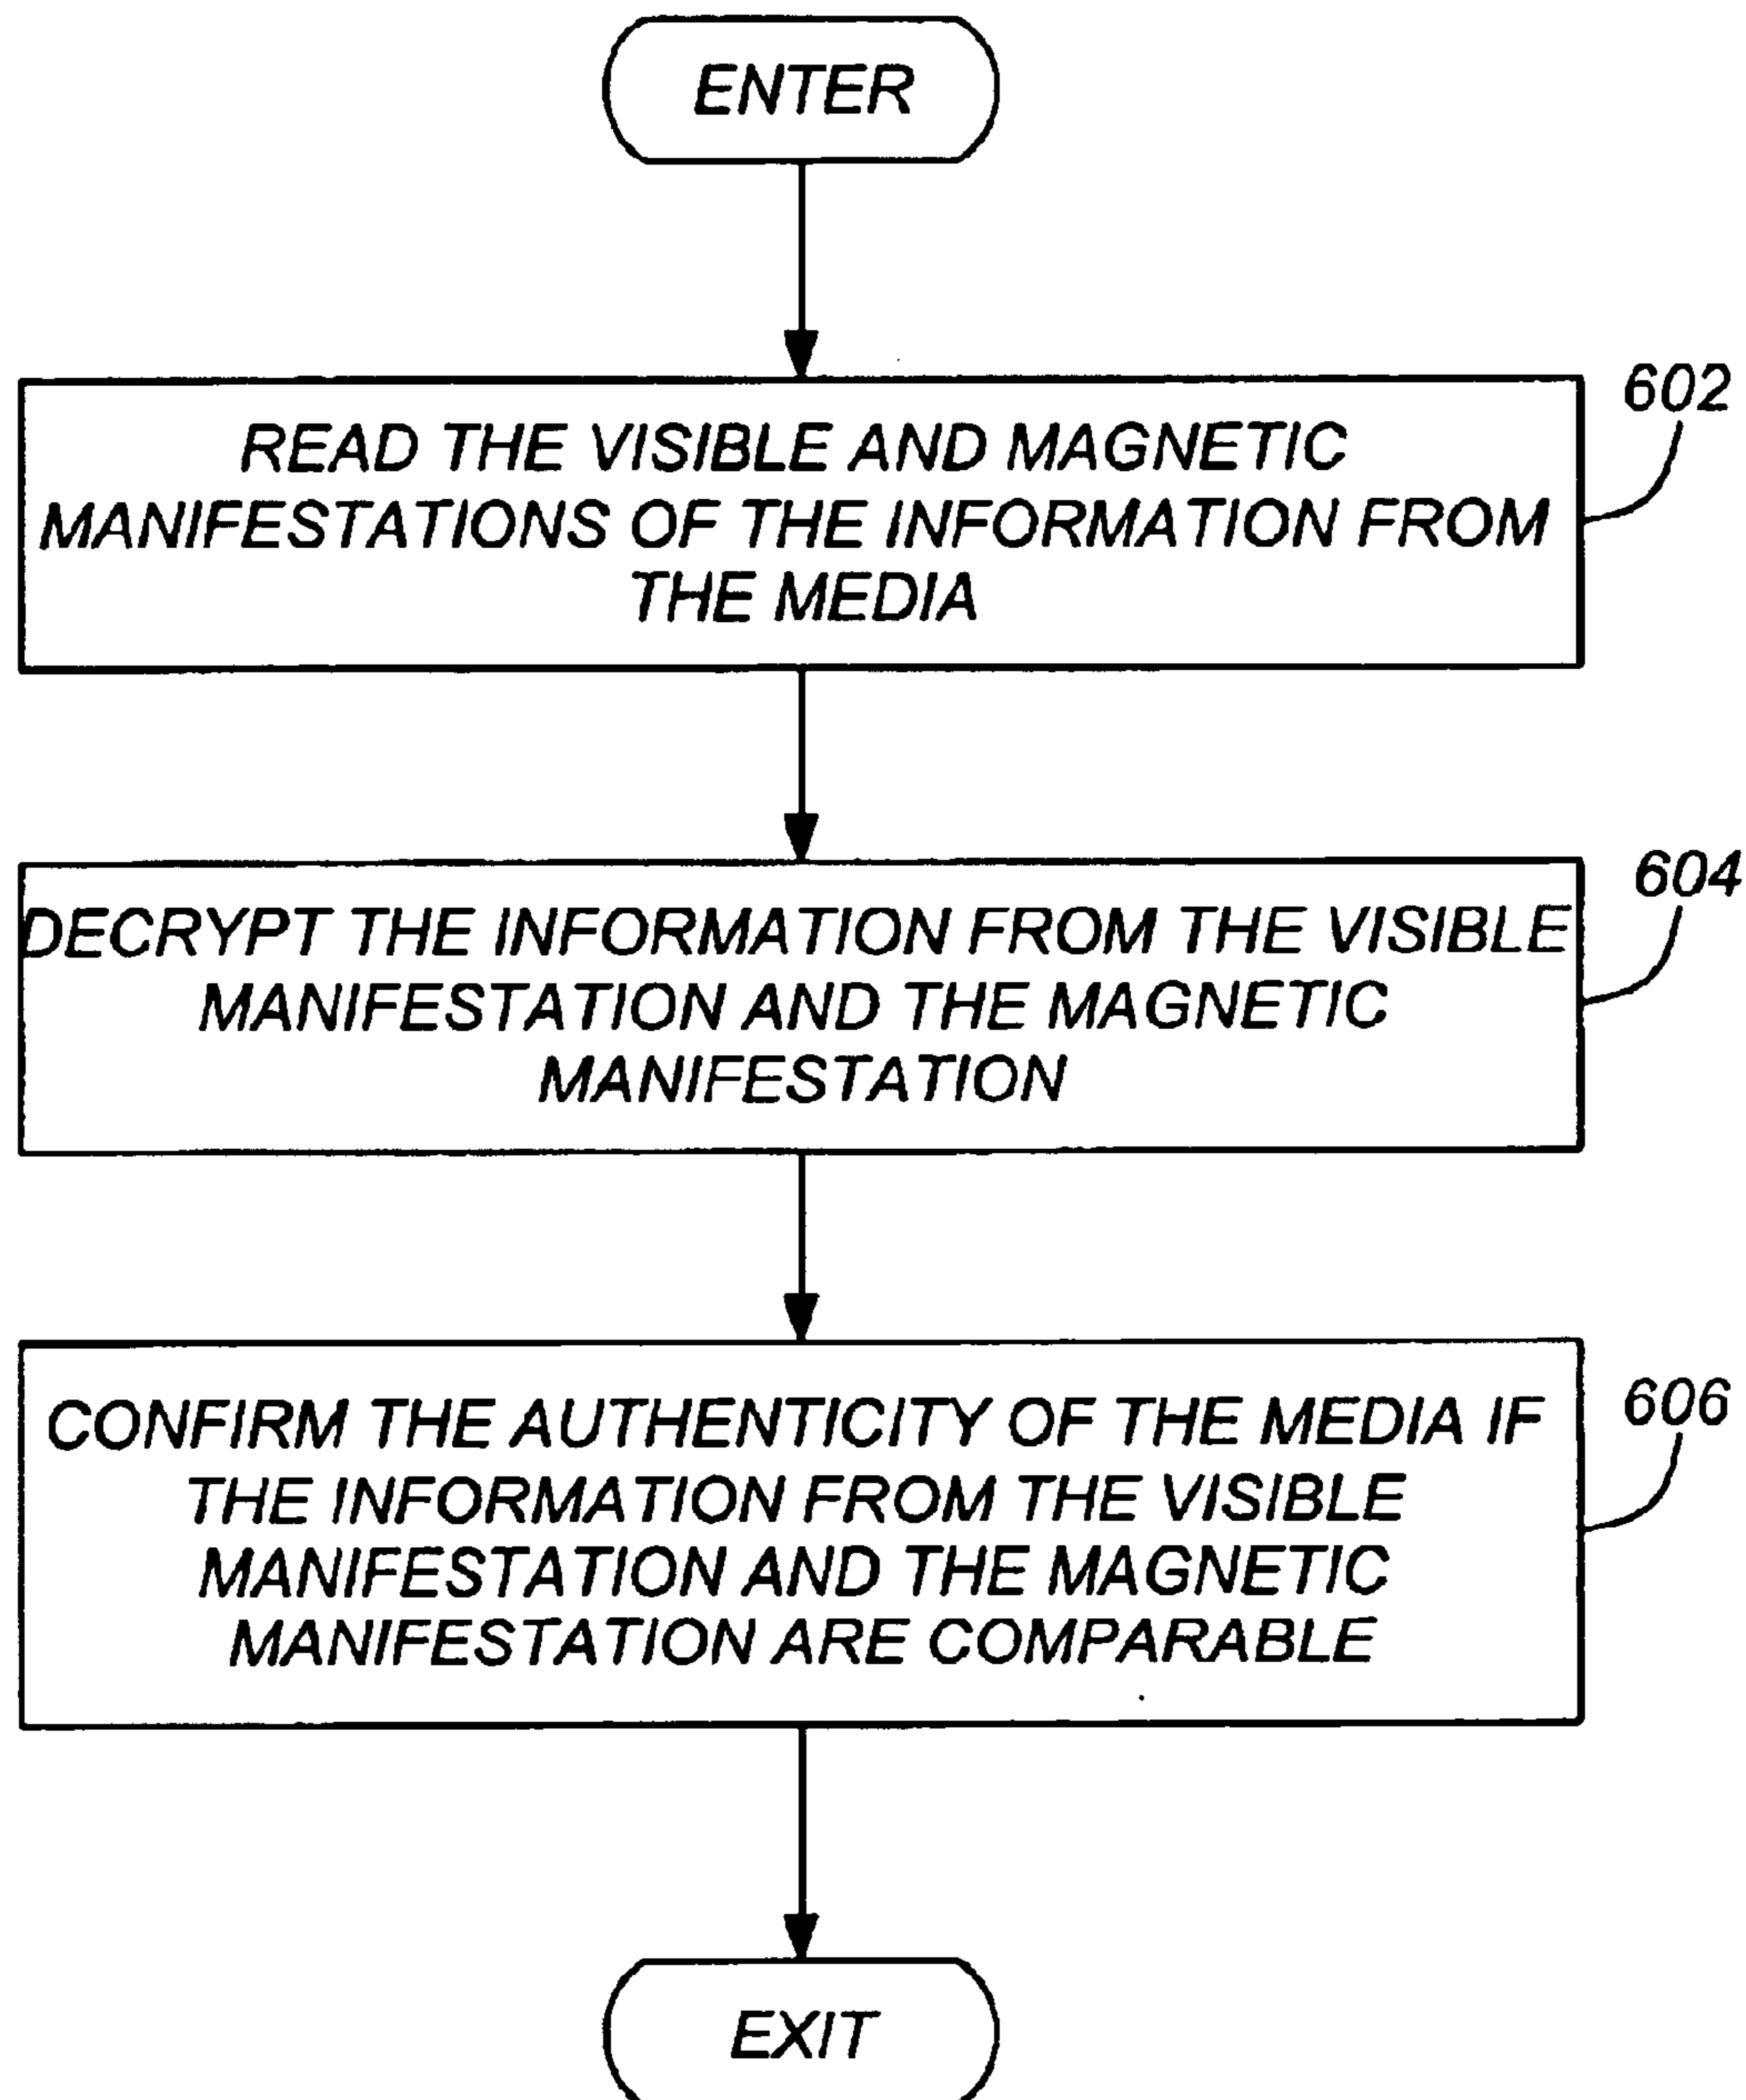 ENTER
602
READ THE VISIBLE AND MAGNETIC
MANIFESTATIONS OF THE INFORMATION FROM
THE MEDIA
604
DECRYPT THE INFORMATION FROM THE VISIBLE
MANIFESTATION AND THE MAGNETIC
MANIFESTATION
606
CONFIRM THE AUTHENTICITY OF THE MEDIA IF
THE INFORMATION FROM THE VISIBLE
MANIFESTATION AND THE MAGNETIC
MANIFESTATION ARE COMPARABLE
EXIT